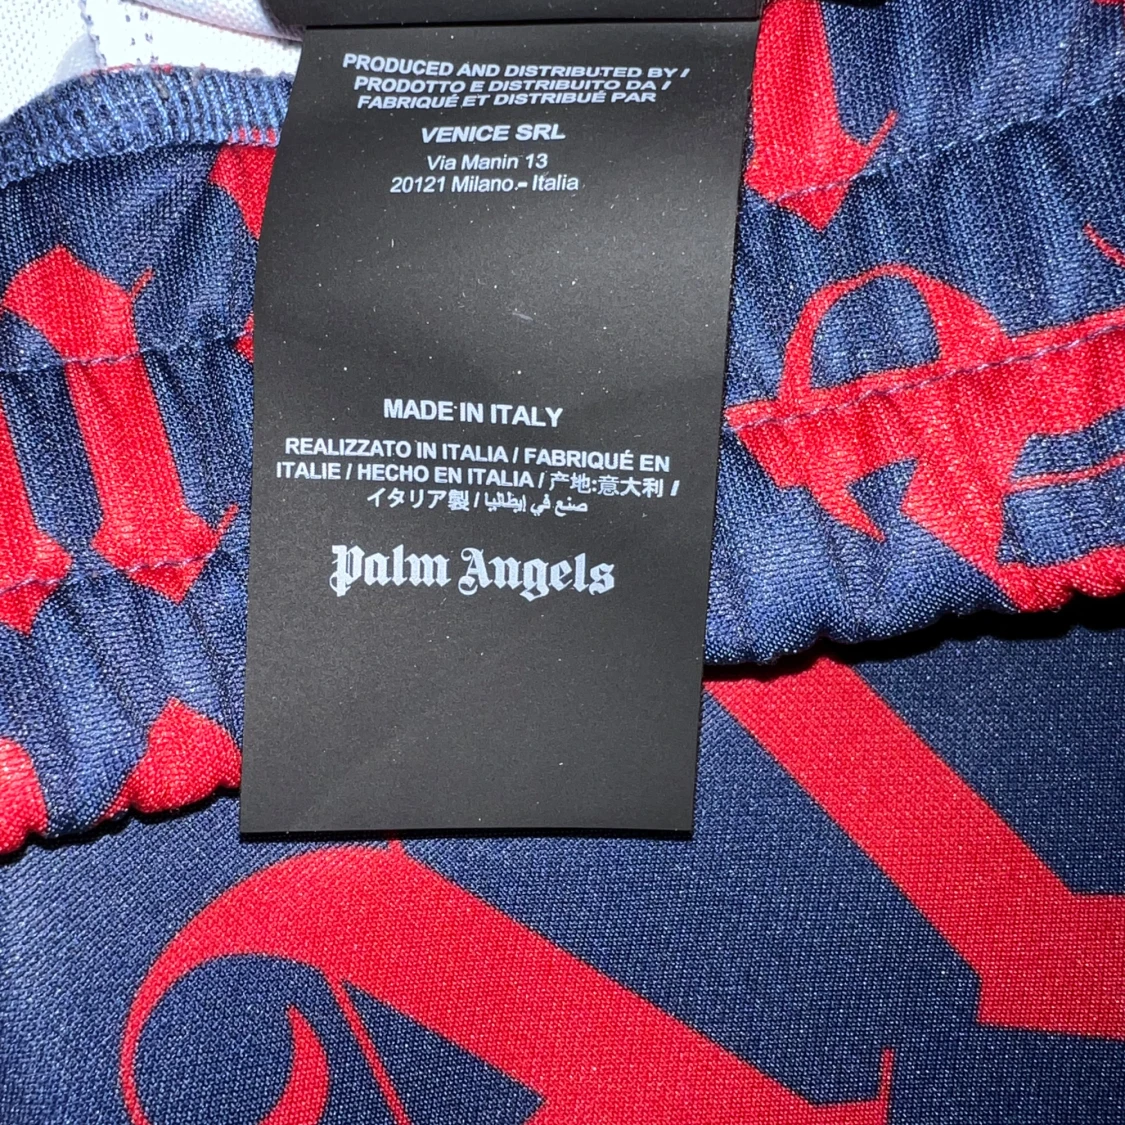 PRODUCED AND DISTRIBUTED BY /
PRODOTTO E DISTRIBUITO DA /
FABRIQUÉ ET DISTRIBUÉ PAR
VENICE SRL
Via Manin 13
20121 Milano - Italia
MADE IN ITALY
REALIZZATO IN ITALIA / FABRIQUÉ EN
ITALIE / HECHO EN ITALIA / 产地:意大利 /
イタリア製 / صنع في إيطاليا
Palm Angels